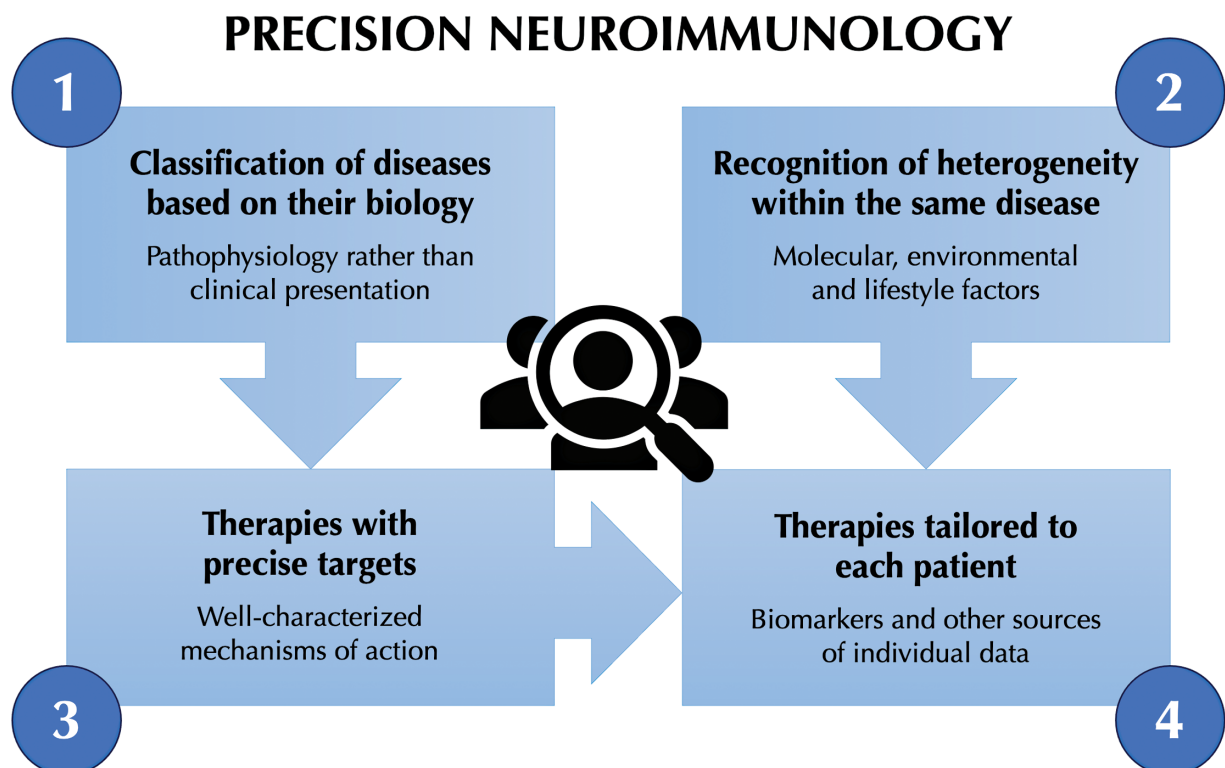 PRECISION NEUROIMMUNOLOGY
1
Classification of diseases
based on their biology
Pathophysiology rather than
clinical presentation
2
Recognition of heterogeneity
within the same disease
Molecular, environmental
and lifestyle factors
3
Therapies with
precise targets
Well-characterized
mechanisms of action
4
Therapies tailored to
each patient
Biomarkers and other sources
of individual data